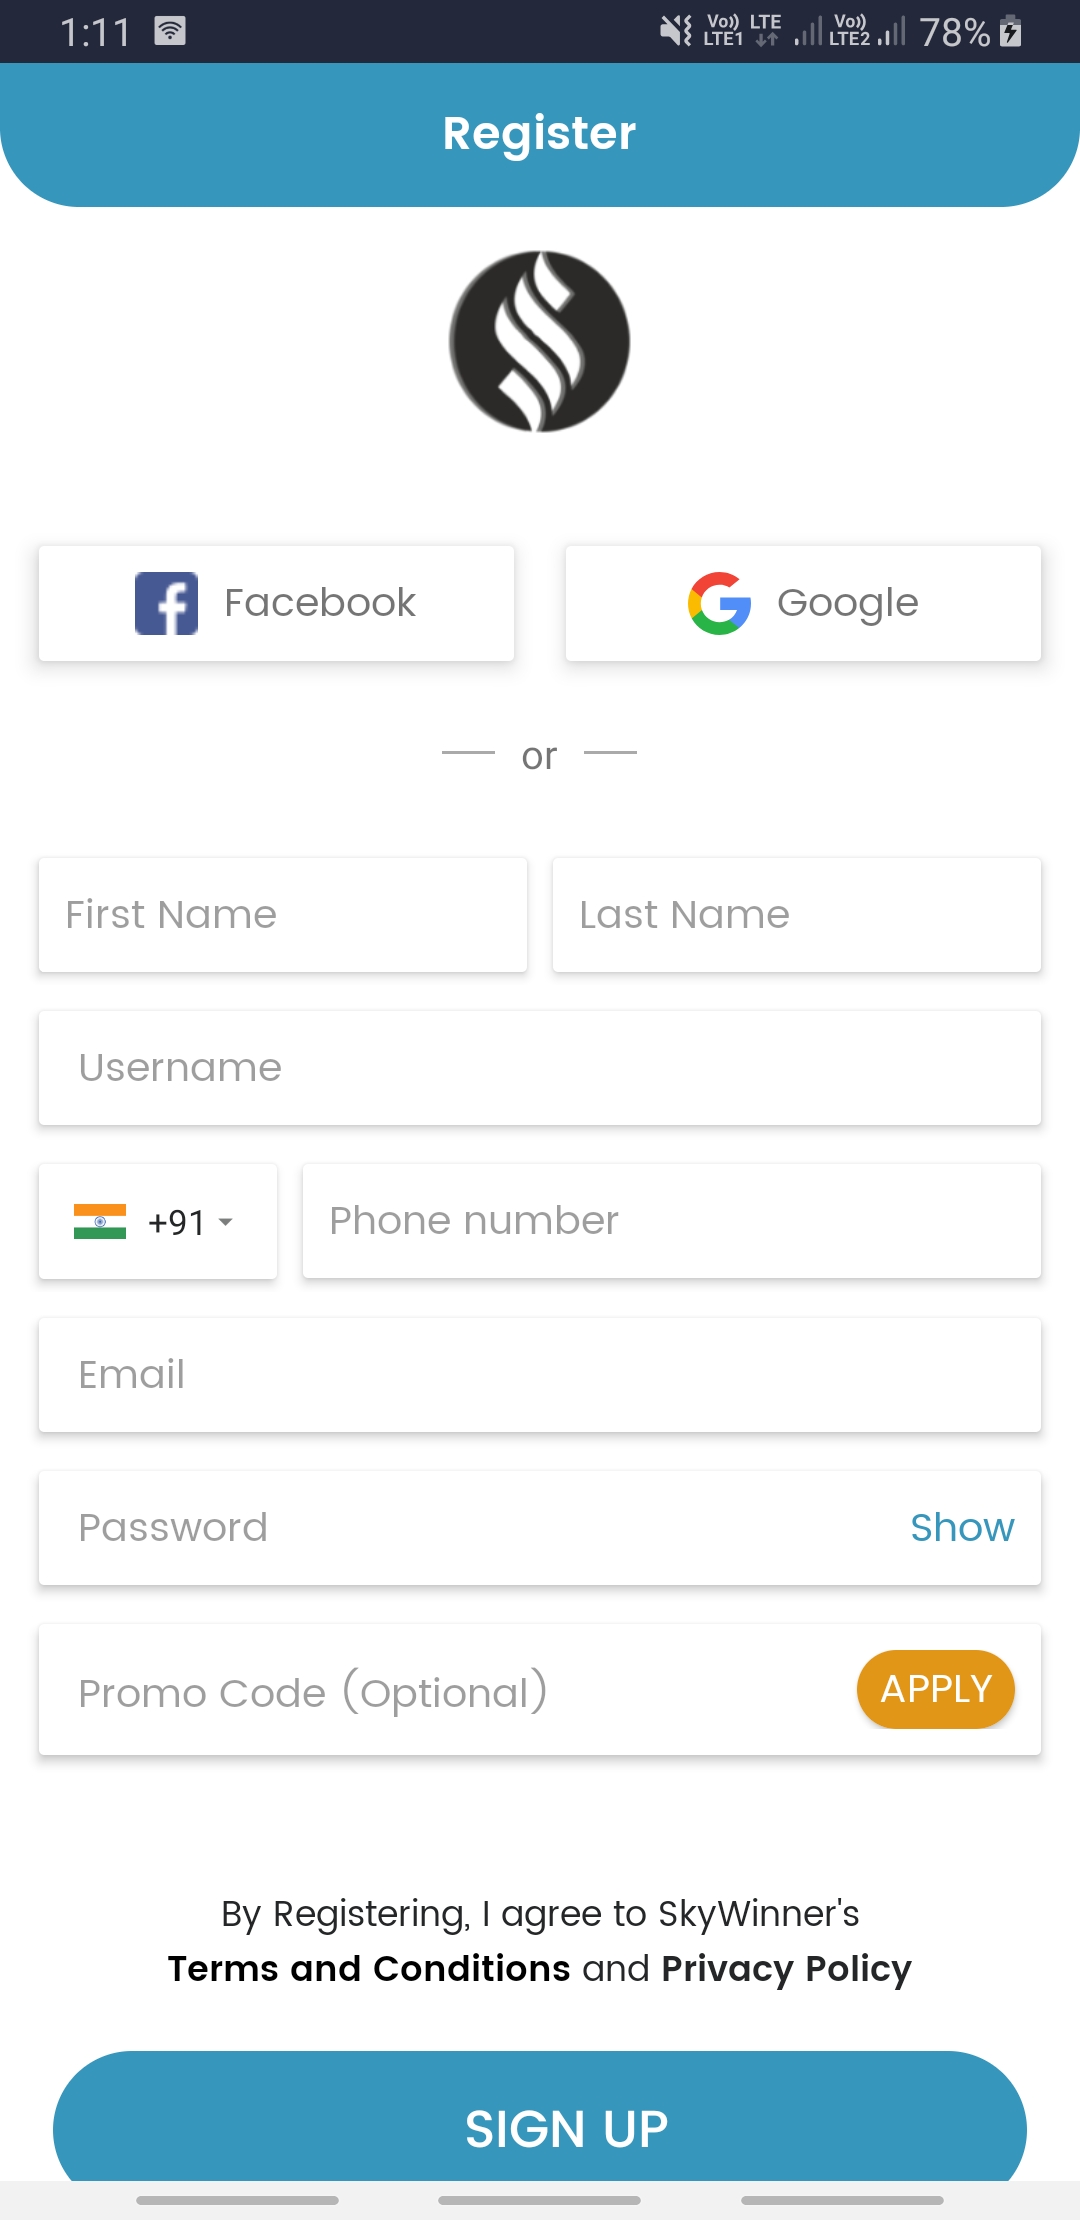 1:11 Vo)) LTE1 LTE Vo)) LTE2 78%
Register
Facebook Google
or
First Name Last Name
Username
+91 Phone number
Email
Password Show
Promo Code (Optional) APPLY
By Registering, I agree to SkyWinner's
Terms and Conditions and Privacy Policy
SIGN UP